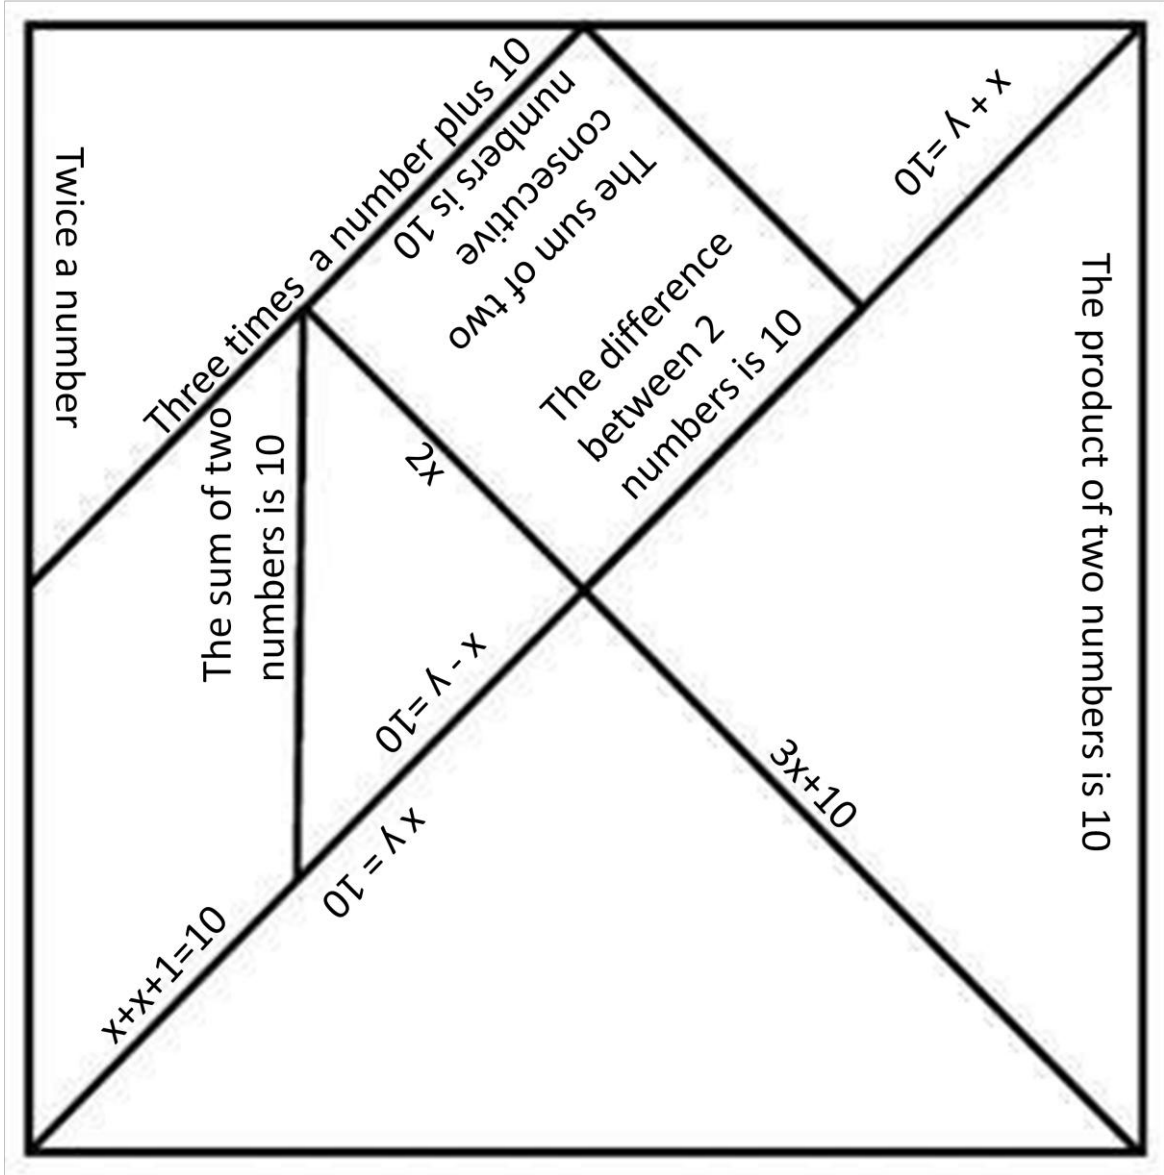 Twice a number
Three times a number plus 10
The sum of two
consecutive
numbers is 10
x + y =10
The difference
between 2
numbers is 10
The sum of two
numbers is 10
2x
The product of two numbers is 10
x - y =10
3x+10
x y = 10
x+x+1=10